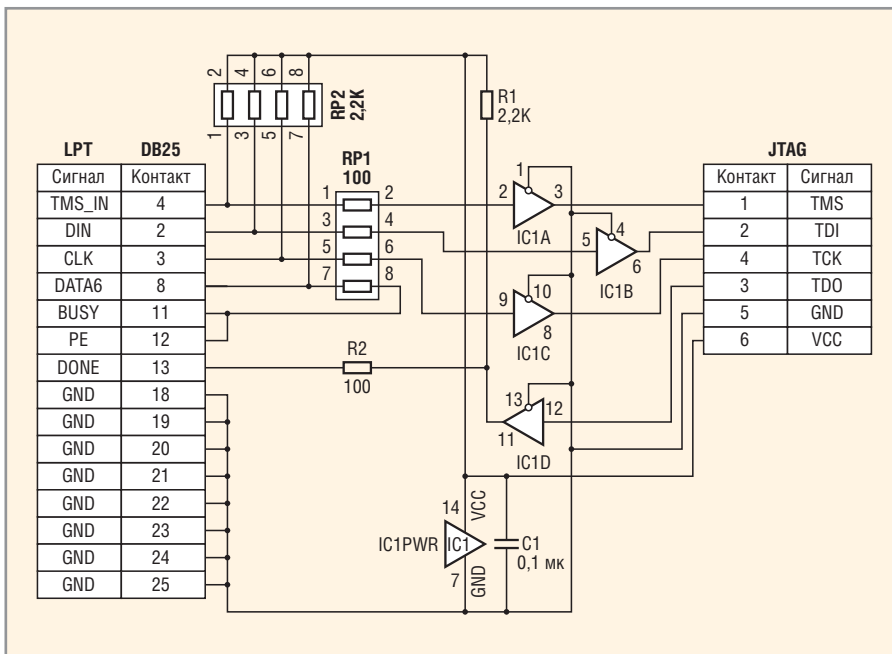 2 4 6 8
RP2
2,2K
1 3 5 7
R1
2,2K
LPT DB25
Сигнал Контакт
TMS_IN 4
DIN 2
CLK 3
DATA6 8
BUSY 11
PE 12
DONE 13
GND 18
GND 19
GND 20
GND 21
GND 22
GND 23
GND 24
GND 25
RP1
100
1 2
3 4
5 6
7 8
R2
100
1
2 3
IC1A
4
5 6
IC1B
10
9 8
IC1C
13 12
11
IC1D
14 VCC
IC1PWR IC1
7 GND
C1
0,1 мк
JTAG
Контакт Сигнал
1 TMS
2 TDI
4 TCK
3 TDO
5 GND
6 VCC